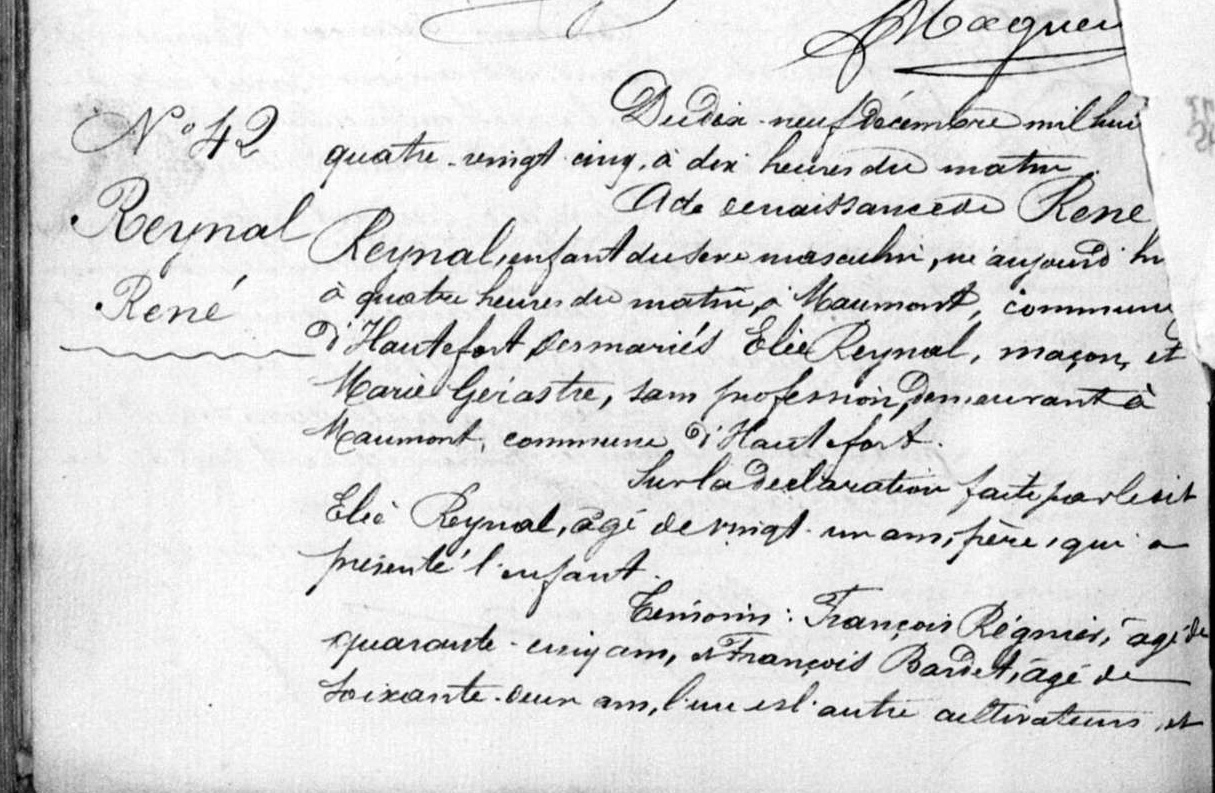 Macquer
Du dix-neuf décembre mil hui
N° 42
quatre-vingt-cinq, à dix heures du matin.
Acte de naissance de René
Reynal
Reynal, enfant du sexe masculin, né aujourd'hu
René
à quatre heures du matin, à Maumont, commune
d'Hautefort, des mariés Elie Reynal, maçon, et
Marie Gérastre, sans profession, demeurant à
Maumont, commune d'Hautefort.
Sur la déclaration faite par le dit
Elie Reynal, âgé de vingt-un ans, père, qui a
présenté l'enfant.
Témoins : François Régnier, âgé de
quarante-cinq ans, et François Bardet, âgé de
soixante-deux ans, l'un et l'autre cultivateurs et